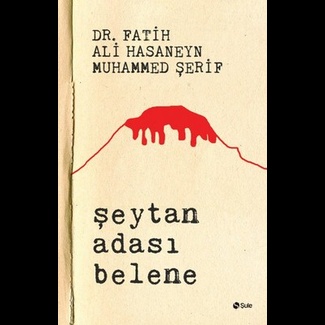 DR. FATİH
ALİ HASANEYN
MUHAMMED ŞERİF
şeytan
adası
belene
Şule